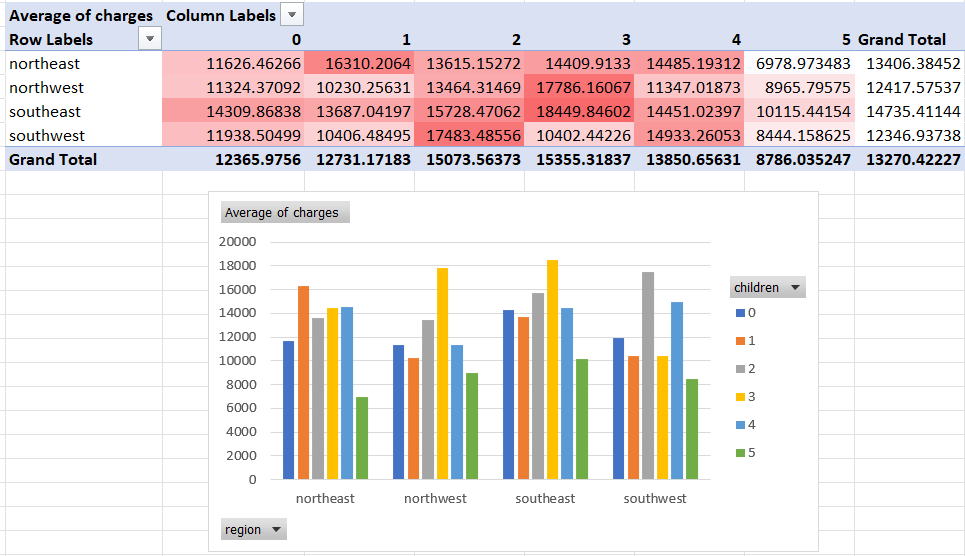 Average of charges Column Labels
Row Labels 0 1 2 3 4 5 Grand Total
northeast 11626.46266 16310.2064 13615.15272 14409.9133 14485.19312 6978.973483 13406.38452
northwest 11324.37092 10230.25631 13464.31469 17786.16067 11347.01873 8965.79575 12417.57537
southeast 14309.86838 13687.04197 15728.47062 18449.84602 14451.02397 10115.44154 14735.41144
southwest 11938.50499 10406.48495 17483.48556 10402.44226 14933.26053 8444.158625 12346.93738
Grand Total 12365.9756 12731.17183 15073.56373 15355.31837 13850.65631 8786.035247 13270.42227
Average of charges
20000
18000
16000
14000
12000
10000
8000
6000
4000
2000
0
northeast northwest southeast southwest
children
0
1
2
3
4
5
region